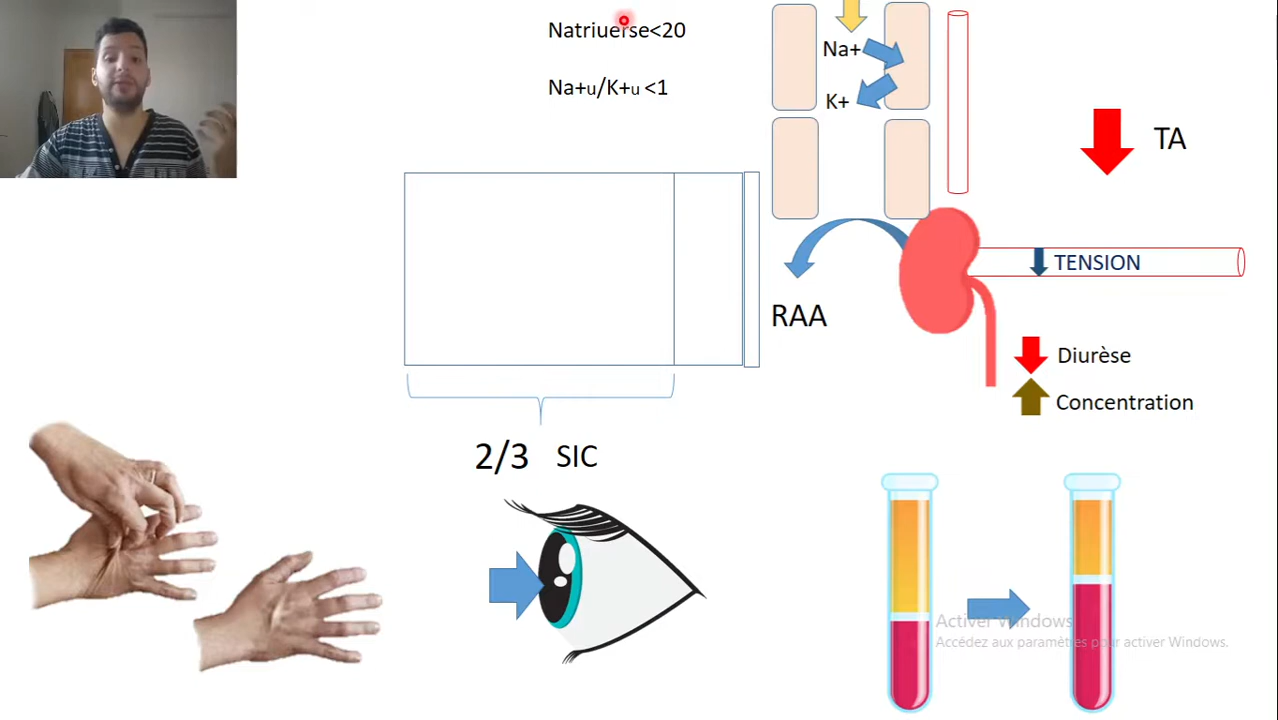 Natriuerse<20
Na+u/K+u <1
Na+
K+
TA
TENSION
RAA
Diurèse
Concentration
2/3 SIC
Activer Windows
Accédez aux paramètres pour activer Windows.